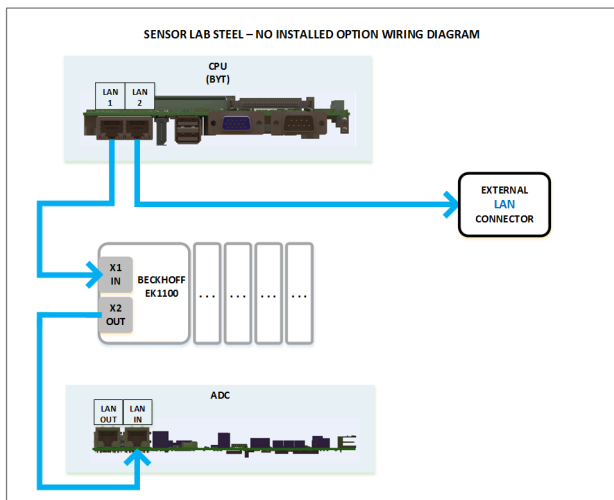 SENSOR LAB STEEL – NO INSTALLED OPTION WIRING DIAGRAM
CPU
(BYT)
LAN
1
LAN
2
EXTERNAL
LAN
CONNECTOR
X1
IN
BECKHOFF
EK1100
X2
OUT
...
...
...
...
ADC
LAN
OUT
LAN
IN